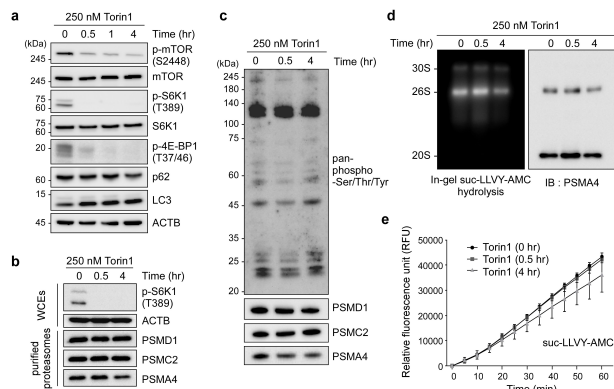 a
250 nM Torin1
0 0.5 1 4 Time (hr)
(kDa)
245
p-mTOR
(S2448)
245
mTOR
75
60
p-S6K1
(T389)
75
60
S6K1
20
p-4E-BP1
(T37/46)
60
p62
15
LC3
45
ACTB
b
250 nM Torin1
0 0.5 4 Time (hr)
WCEs
p-S6K1
(T389)
ACTB
purified
proteasomes
PSMD1
PSMC2
PSMA4
c
250 nM Torin1
0 0.5 4 Time (hr)
(kDa)
245
180
140
100
75
60
45
35
25
20
pan-
phospho
-Ser/Thr/Tyr
PSMD1
PSMC2
PSMA4
d
250 nM Torin1
0 0.5 4 0 0.5 4 Time (hr)
30S
26S
20S
In-gel suc-LLVY-AMC
hydrolysis
IB : PSMA4
e
Relative fluorescence unit (RFU)
50000
40000
30000
20000
10000
0
Torin1 (0 hr)
Torin1 (0.5 hr)
Torin1 (4 hr)
suc-LLVY-AMC
0 10 20 30 40 50 60
Time (min)